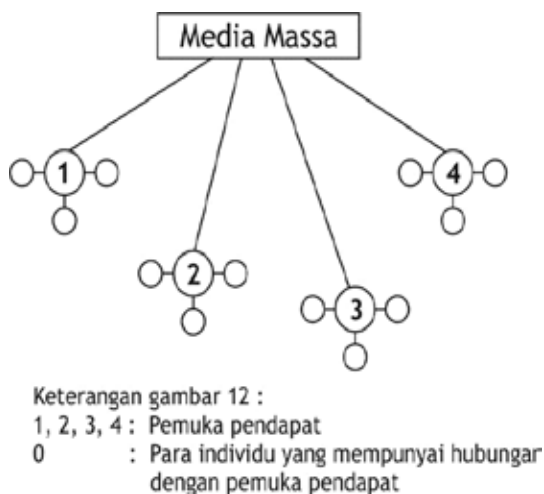 Media Massa
1
4
2
3
Keterangan gambar 12 :
1, 2, 3, 4 : Pemuka pendapat
0 : Para individu yang mempunyai hubungan
dengan pemuka pendapat